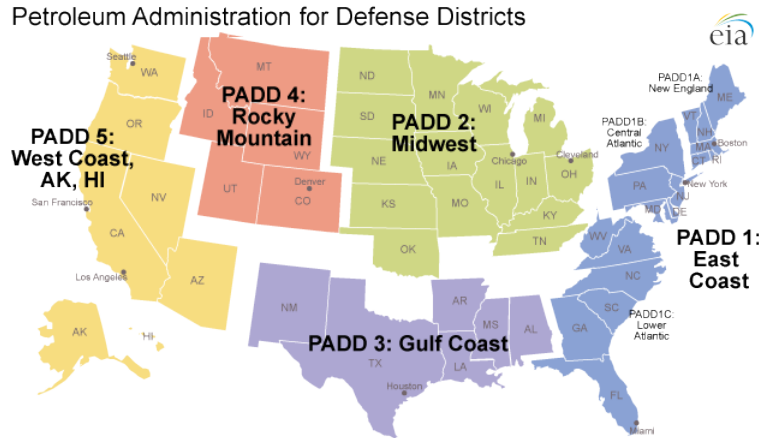 Petroleum Administration for Defense Districts
eia
Seattle
WA
OR
PADD 5:
West Coast,
AK, HI
San Francisco
NV
CA
Los Angeles
AZ
AK
HI
MT
PADD 4:
Rocky
Mountain
ID
WY
Denver
UT
CO
ND
MN
SD
WI
MI
PADD 2:
Midwest
NE
IA
Chicago
Cleveland
IL
IN
OH
KS
MO
KY
OK
TN
NM
AR
MS
AL
PADD 3: Gulf Coast
TX
LA
Houston
PADD1A:
New England
ME
PADD1B:
Central
Atlantic
VT
NH
NY
MA
Boston
CT
RI
PA
New York
NJ
MD
DE
WV
VA
PADD 1:
East
Coast
NC
SC
PADD1C:
Lower
Atlantic
GA
FL
Miami